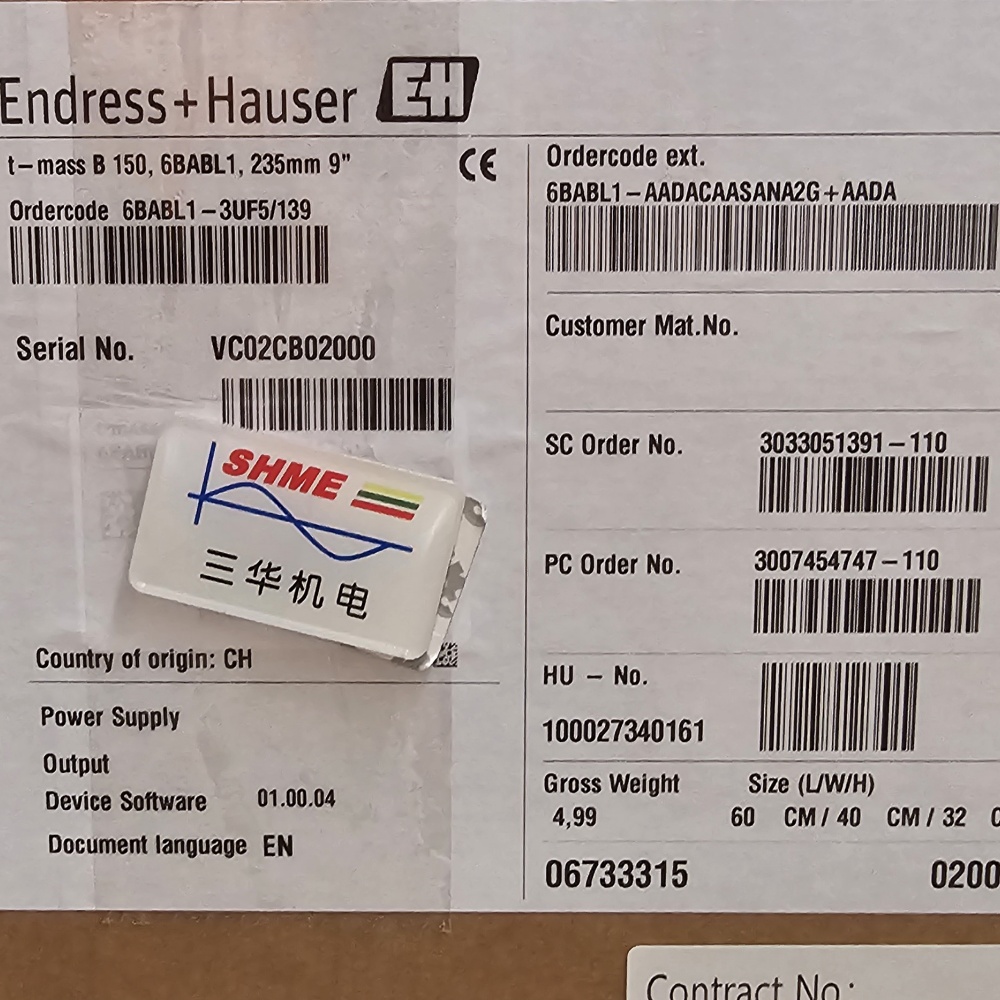 Endress+Hauser EH
t-mass B 150, 6BABL1, 235mm 9"
CE
Ordercode 6BABL1-3UF5/139
Serial No. VC02CB02000
SHME
三华机电
Country of origin: CH
Power Supply
Output
Device Software 01.00.04
Document language EN
Ordercode ext.
6BABL1-AADACAASANA2G+AADA
Customer Mat.No.
SC Order No. 3033051391-110
PC Order No. 3007454747-110
HU - No.
100027340161
Gross Weight Size (L/W/H)
4,99 60 CM / 40 CM / 32
06733315 0200
Contract No: